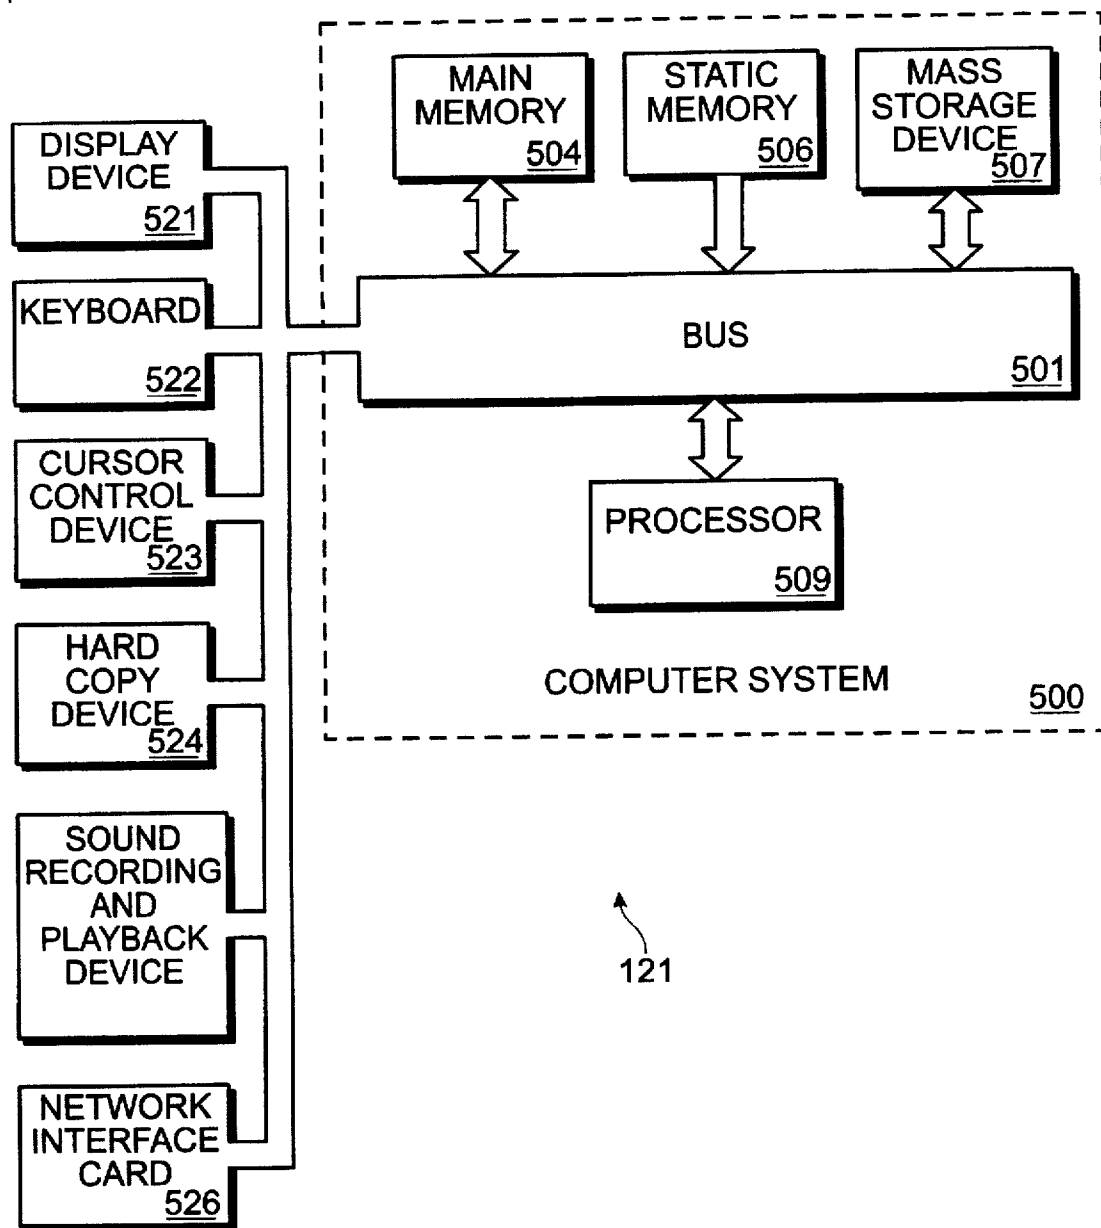 MAIN
MEMORY
504
STATIC
MEMORY
506
MASS
STORAGE
DEVICE
507
DISPLAY
DEVICE
521
KEYBOARD
522
CURSOR
CONTROL
DEVICE
523
HARD
COPY
DEVICE
524
SOUND
RECORDING
AND
PLAYBACK
DEVICE
NETWORK
INTERFACE
CARD
526
BUS
501
PROCESSOR
509
COMPUTER SYSTEM
500
121